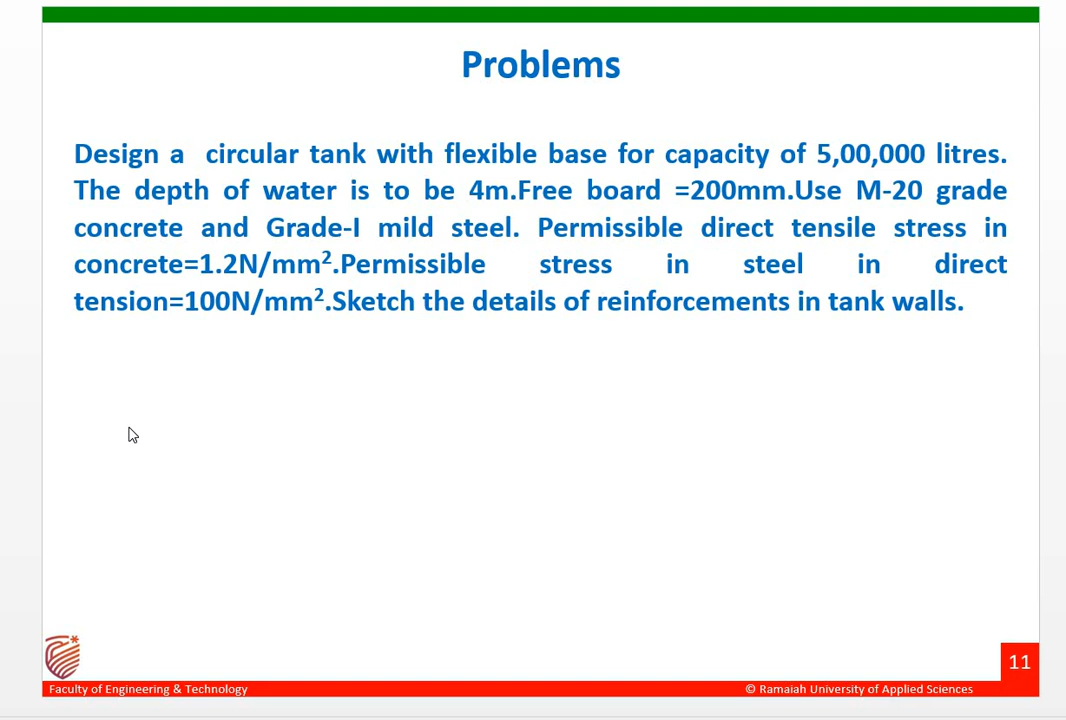 Problems
Design a circular tank with flexible base for capacity of 5,00,000 litres.
The depth of water is to be 4m.Free board =200mm.Use M-20 grade
concrete and Grade-I mild steel. Permissible direct tensile stress in
concrete=1.2N/mm².Permissible stress in steel in direct
tension=100N/mm².Sketch the details of reinforcements in tank walls.
11
Faculty of Engineering & Technology © Ramaiah University of Applied Sciences